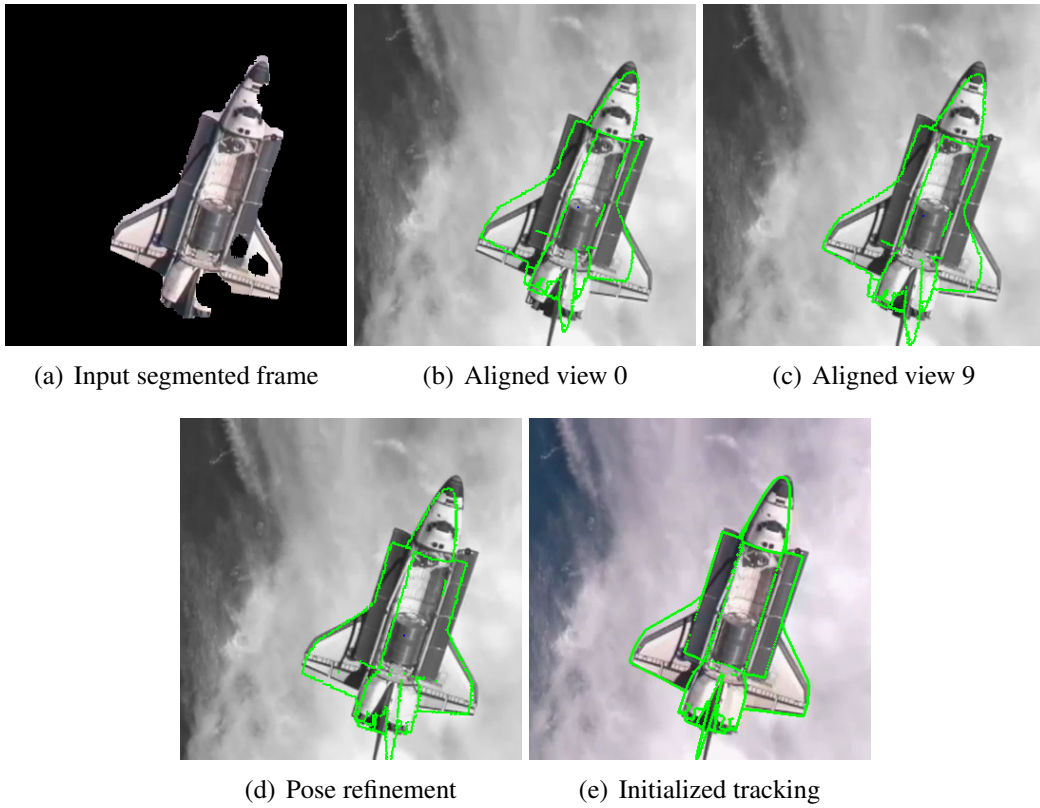 (a) Input segmented frame
(b) Aligned view 0
(c) Aligned view 9
(d) Pose refinement
(e) Initialized tracking